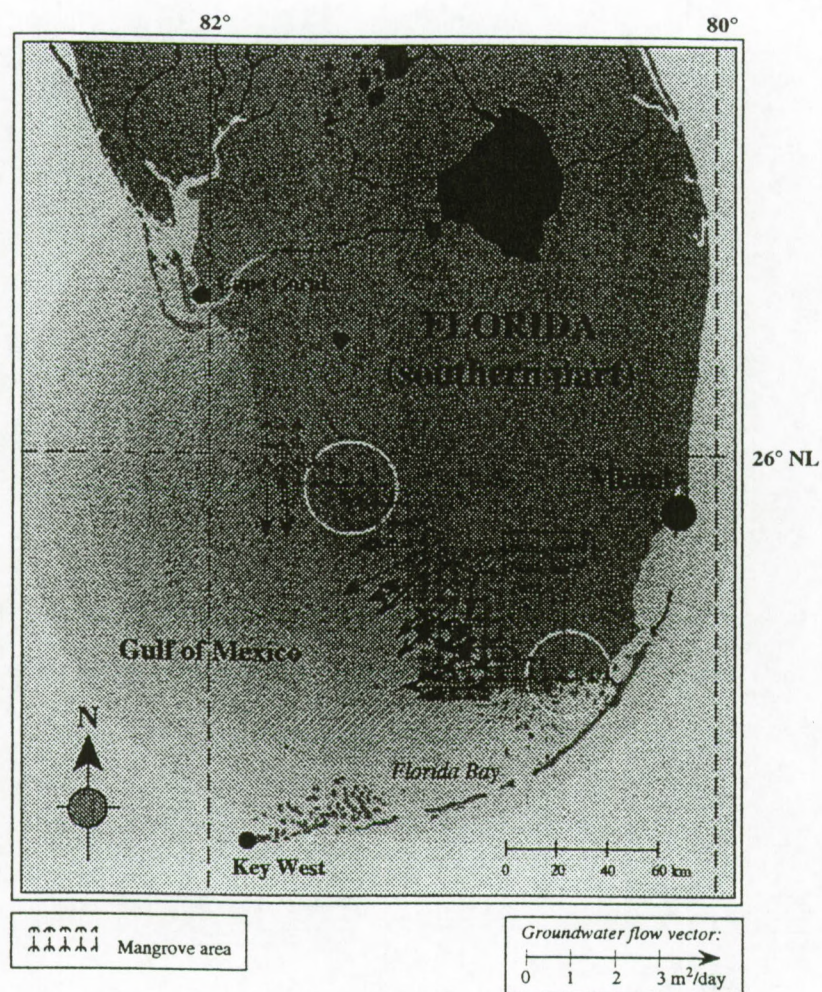 82°
80°
Cape Coral
FLORIDA
(southern part)
26° NL
Miami
Gulf of Mexico
N
Florida Bay
Key West
0 20 40 60 km
Mangrove area
Groundwater flow vector:
0 1 2 3 m²/day